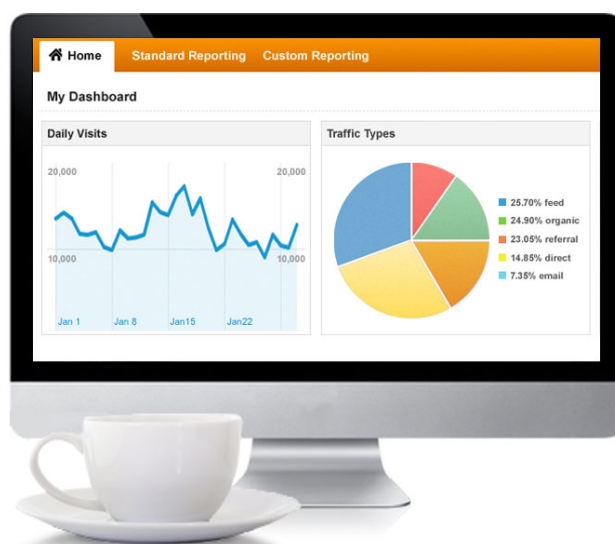 Home Standard Reporting Custom Reporting
My Dashboard
Daily Visits
20,000 20,000
10,000 10,000
Jan 1 Jan 8 Jan15 Jan22
Traffic Types
25.70% feed
24.90% organic
23.05% referral
14.85% direct
7.35% email